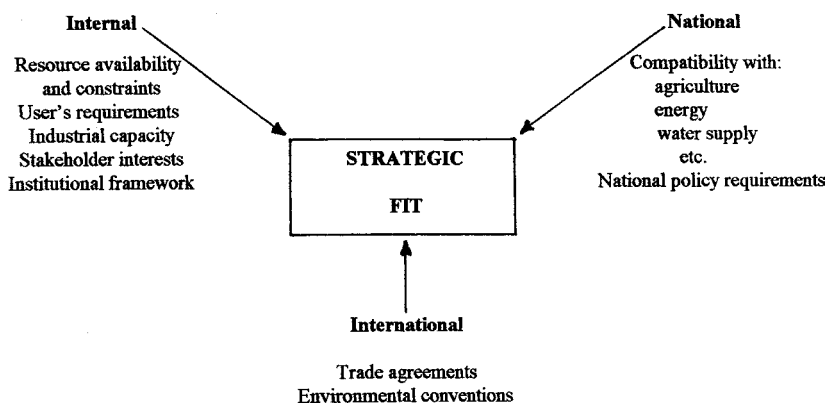 Internal
Resource availability
and constraints
User's requirements
Industrial capacity
Stakeholder interests
Institutional framework
National
Compatibility with:
agriculture
energy
water supply
etc.
National policy requirements
STRATEGIC
FIT
International
Trade agreements
Environmental conventions